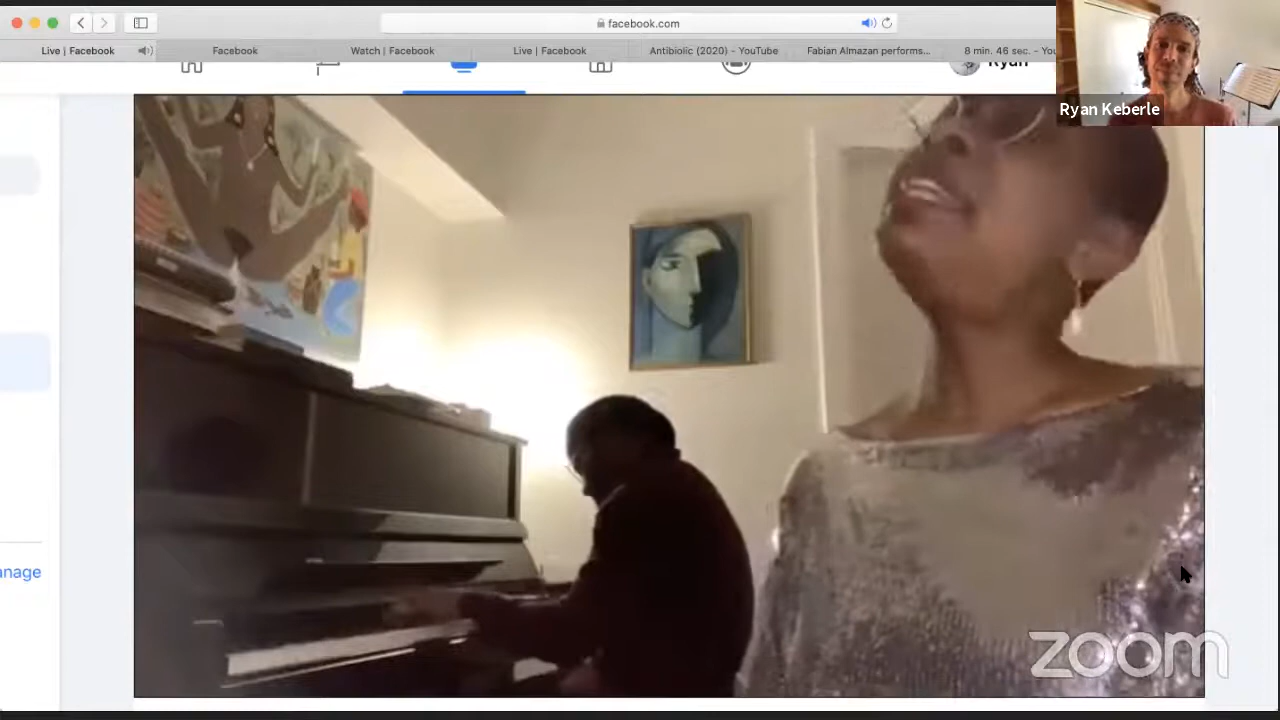 facebook.com
Live | Facebook
Facebook
Watch | Facebook
Live | Facebook
Antibiolic (2020) – YouTube
Fabian Almazan performs...
8 min. 46 sec. – You
Ryan
Ryan Keberle
anage
zoom